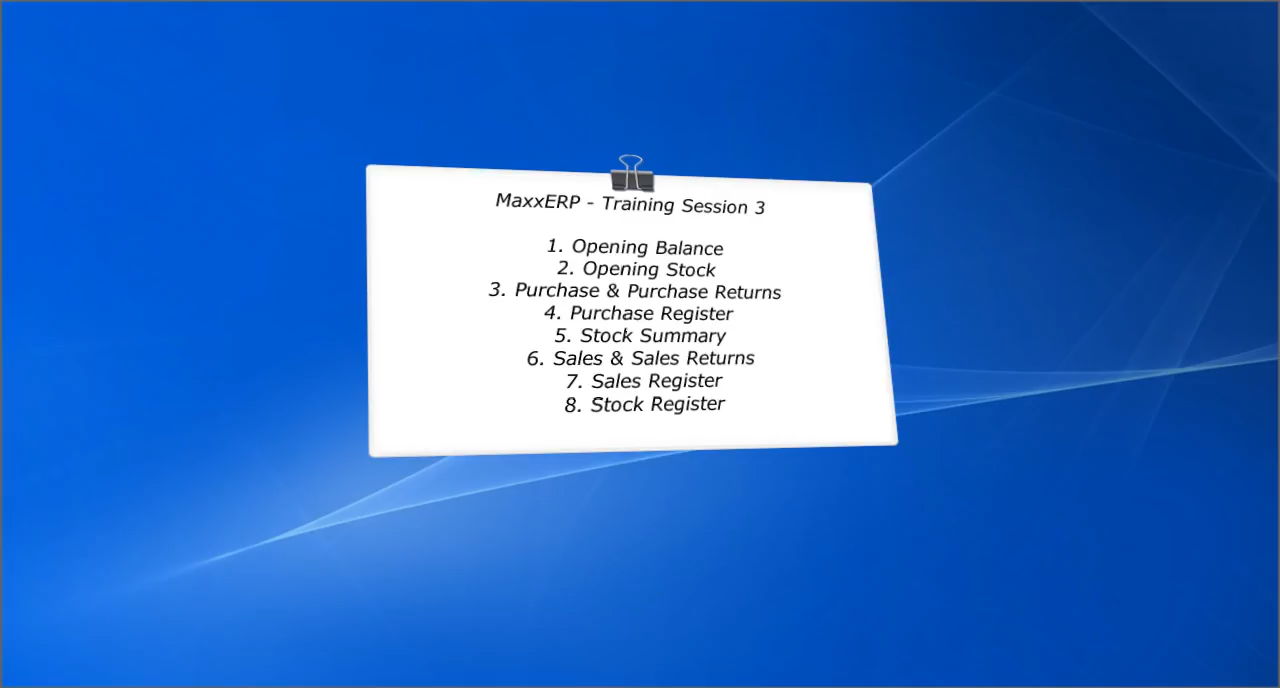 MaxxERP - Training Session 3
1. Opening Balance
2. Opening Stock
3. Purchase & Purchase Returns
4. Purchase Register
5. Stock Summary
6. Sales & Sales Returns
7. Sales Register
8. Stock Register